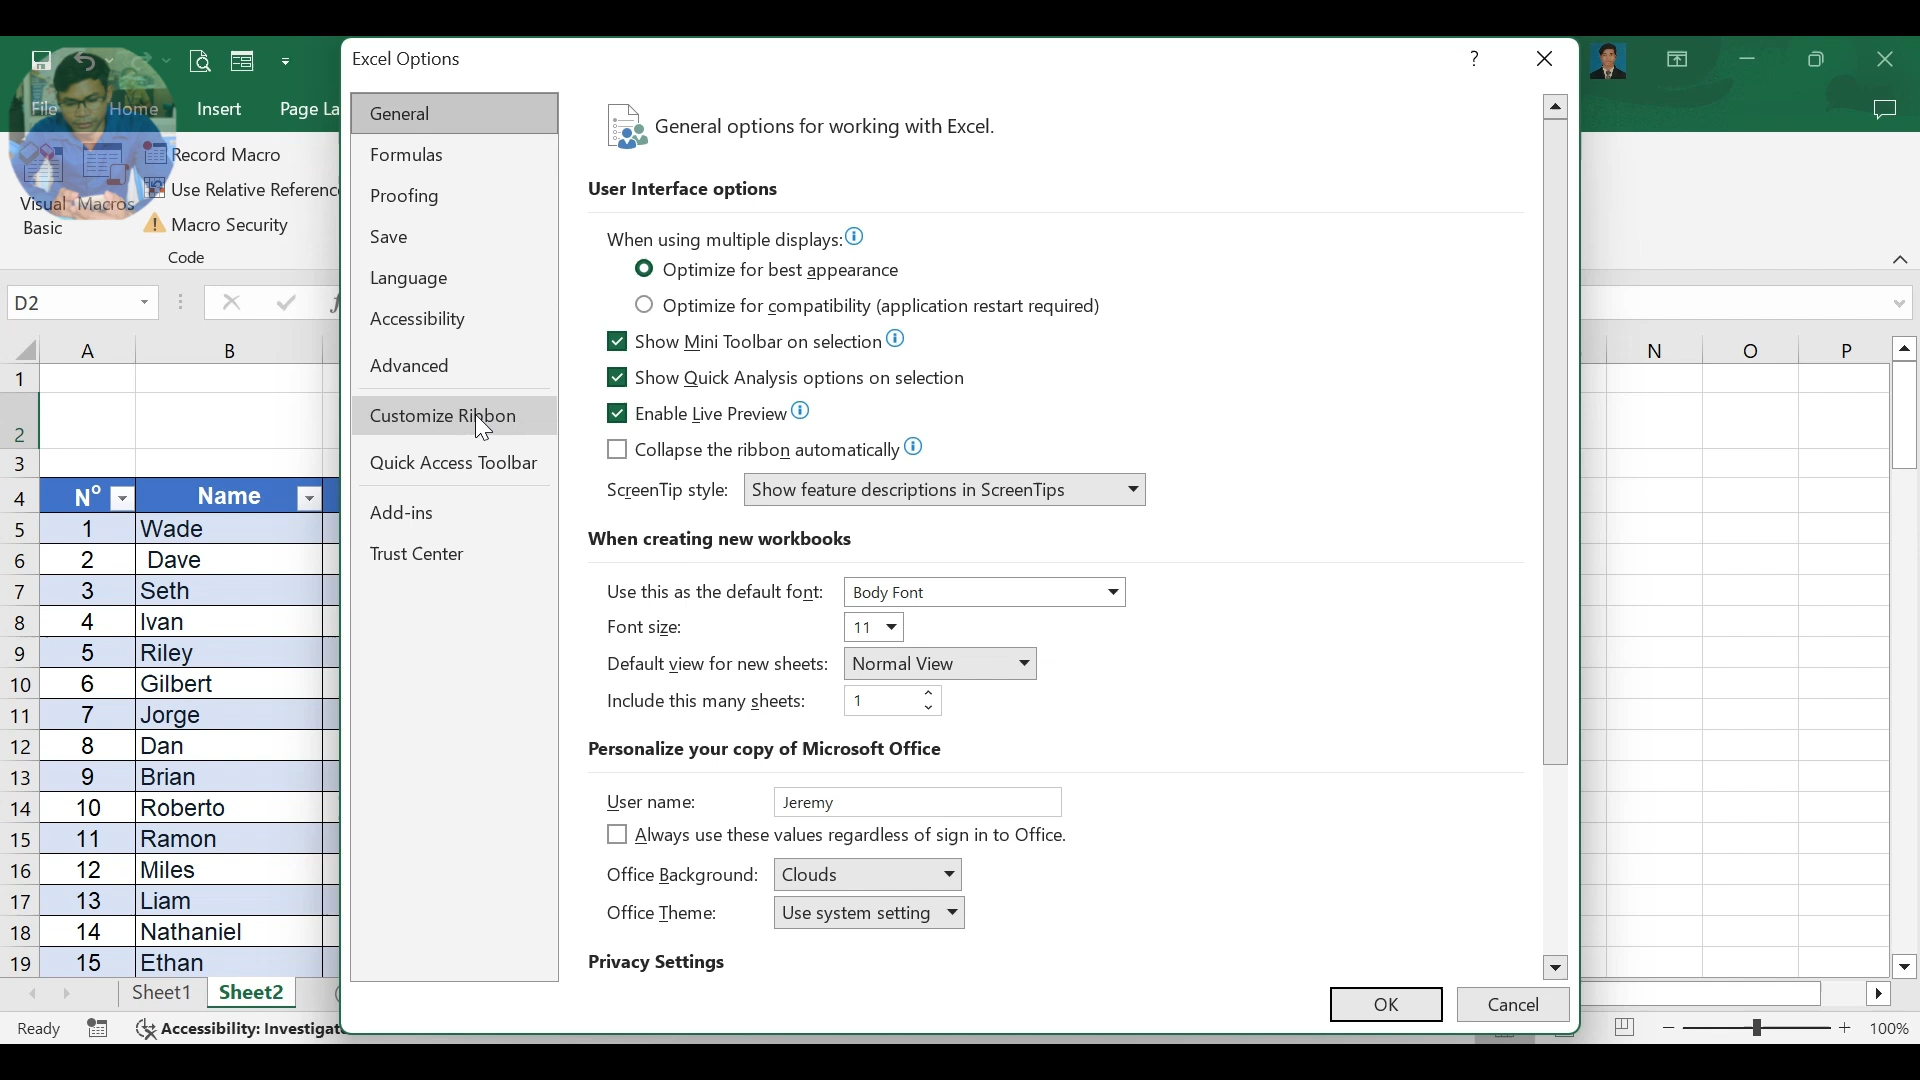 Excel Options
?
File Home Insert Page La
Visual Basic
Macros
Record Macro
Use Relative Referenc
Macro Security
Code
D2
A B N O P
1
2
3
4 N° Name
5 1 Wade
6 2 Dave
7 3 Seth
8 4 Ivan
9 5 Riley
10 6 Gilbert
11 7 Jorge
12 8 Dan
13 9 Brian
14 10 Roberto
15 11 Ramon
16 12 Miles
17 13 Liam
18 14 Nathaniel
19 15 Ethan
Sheet1 Sheet2
Ready Accessibility: Investigat
100%
General
Formulas
Proofing
Save
Language
Accessibility
Advanced
Customize Ribbon
Quick Access Toolbar
Add-ins
Trust Center
General options for working with Excel.
User Interface options
When using multiple displays:
Optimize for best appearance
Optimize for compatibility (application restart required)
Show Mini Toolbar on selection
Show Quick Analysis options on selection
Enable Live Preview
Collapse the ribbon automatically
ScreenTip style: Show feature descriptions in ScreenTips
When creating new workbooks
Use this as the default font: Body Font
Font size: 11
Default view for new sheets: Normal View
Include this many sheets: 1
Personalize your copy of Microsoft Office
User name: Jeremy
Always use these values regardless of sign in to Office.
Office Background: Clouds
Office Theme: Use system setting
Privacy Settings
OK Cancel